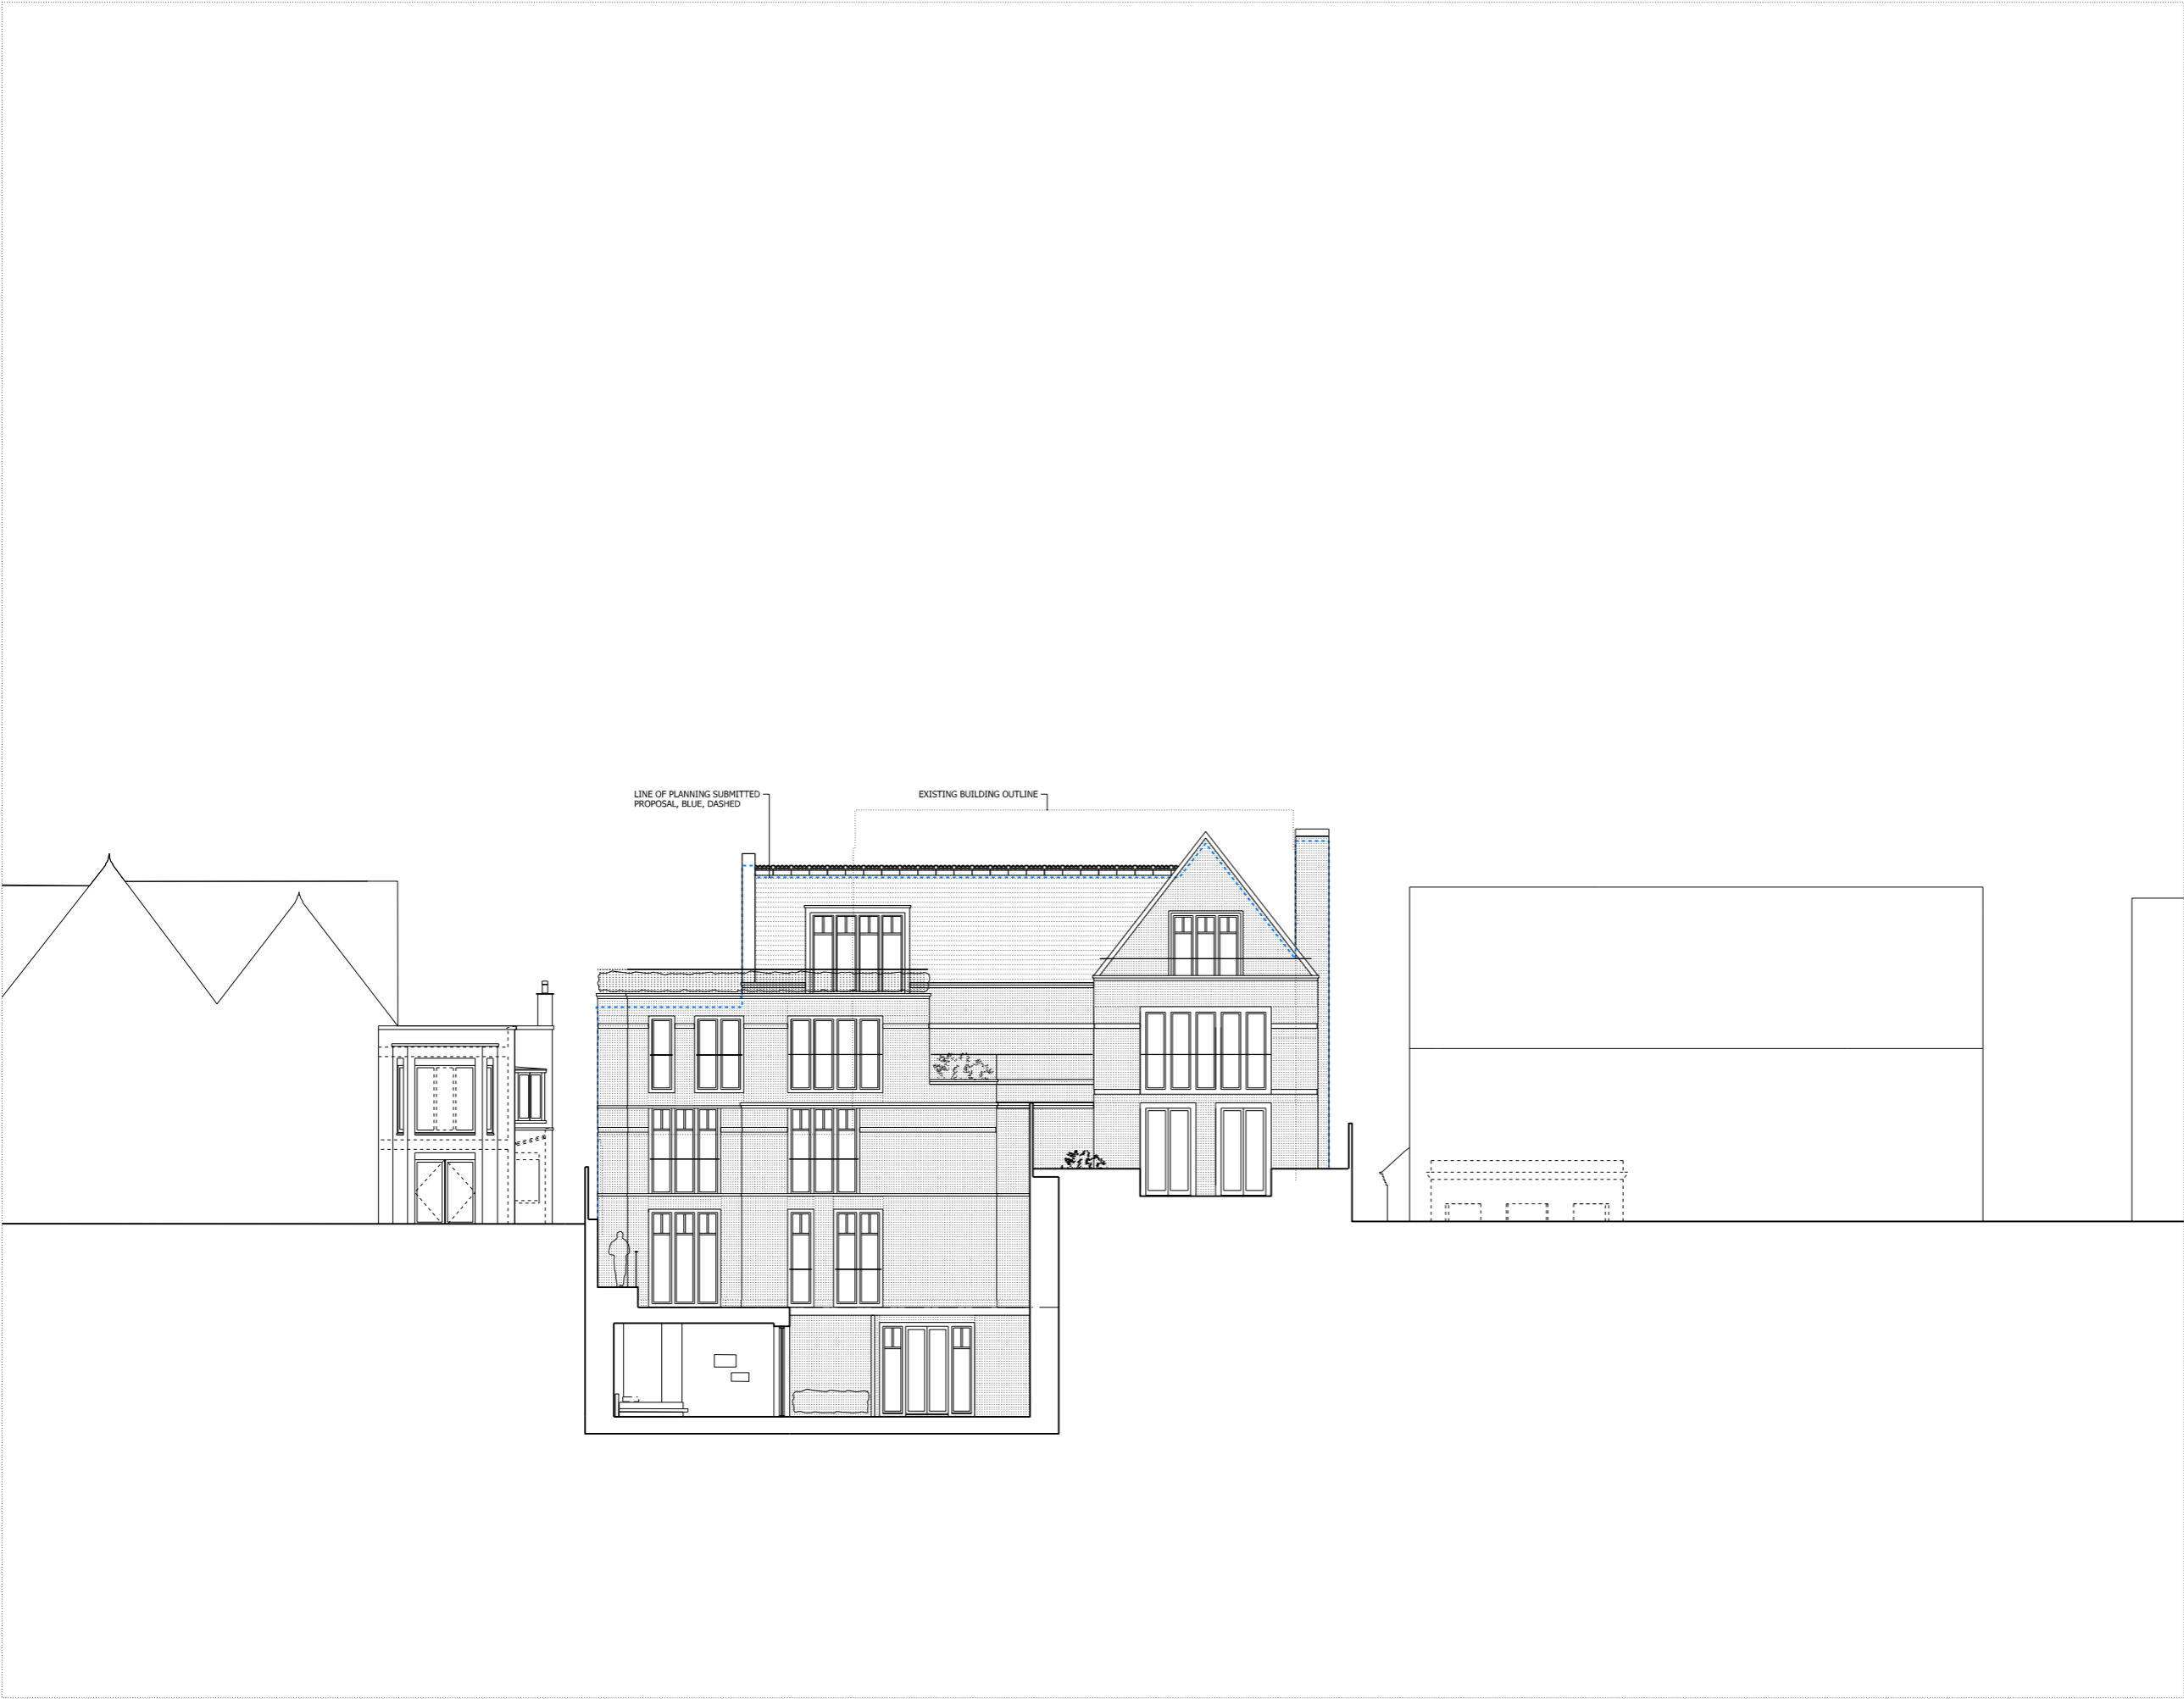 LINE OF PLANNING SUBMITTED
PROPOSAL, BLUE, DASHED
EXISTING BUILDING OUTLINE